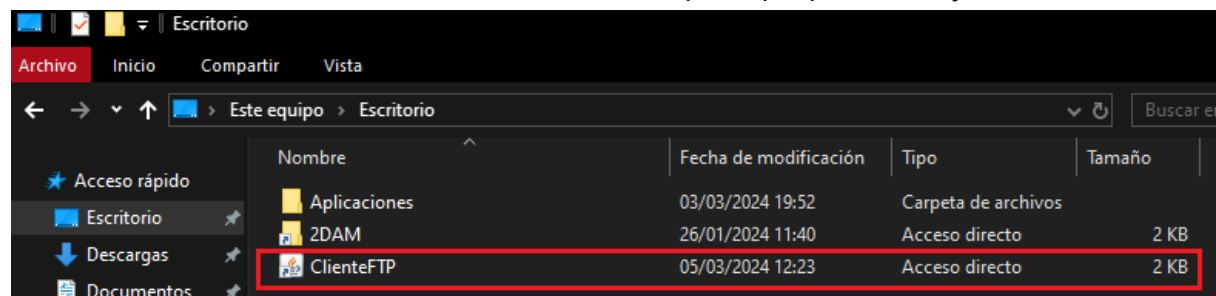 Escritorio
Archivo Inicio Compartir Vista
Este equipo > Escritorio Buscar
Nombre Fecha de modificación Tipo Tamaño
Acceso rápido
Aplicaciones 03/03/2024 19:52 Carpeta de archivos
Escritorio
2DAM 26/01/2024 11:40 Acceso directo 2 KB
Descargas
ClienteFTP 05/03/2024 12:23 Acceso directo 2 KB
Documentos